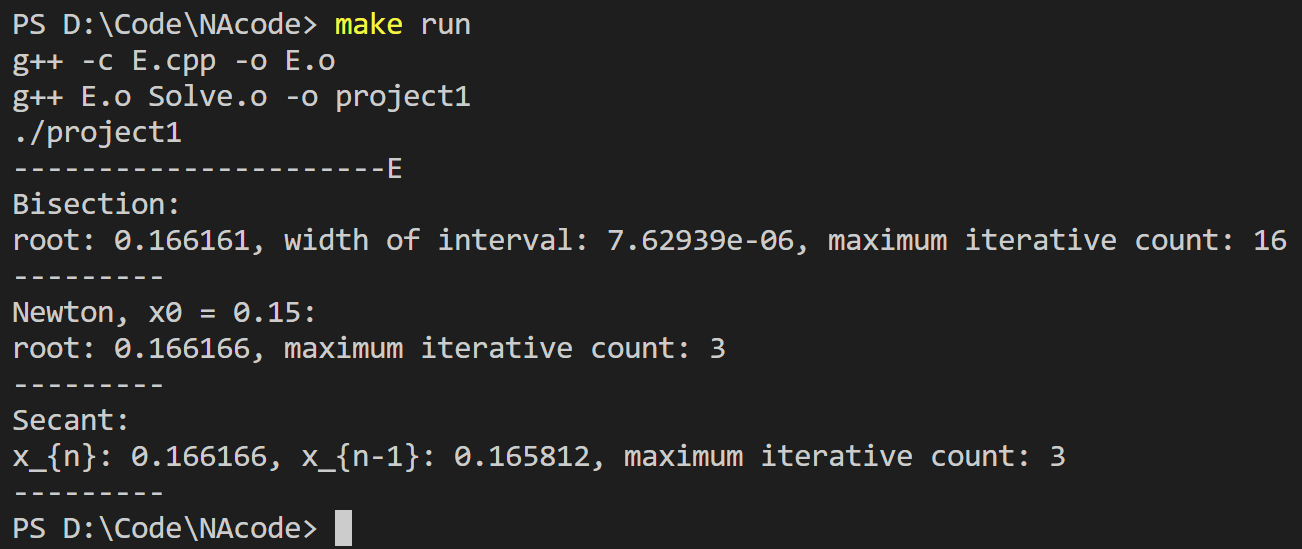 PS D:\Code\NAcode> make run
g++ -c E.cpp -o E.o
g++ E.o Solve.o -o project1
./project1
----------------------E
Bisection:
root: 0.166161, width of interval: 7.62939e-06, maximum iterative count: 16
---------
Newton, x0 = 0.15:
root: 0.166166, maximum iterative count: 3
---------
Secant:
x_{n}: 0.166166, x_{n-1}: 0.165812, maximum iterative count: 3
---------
PS D:\Code\NAcode>